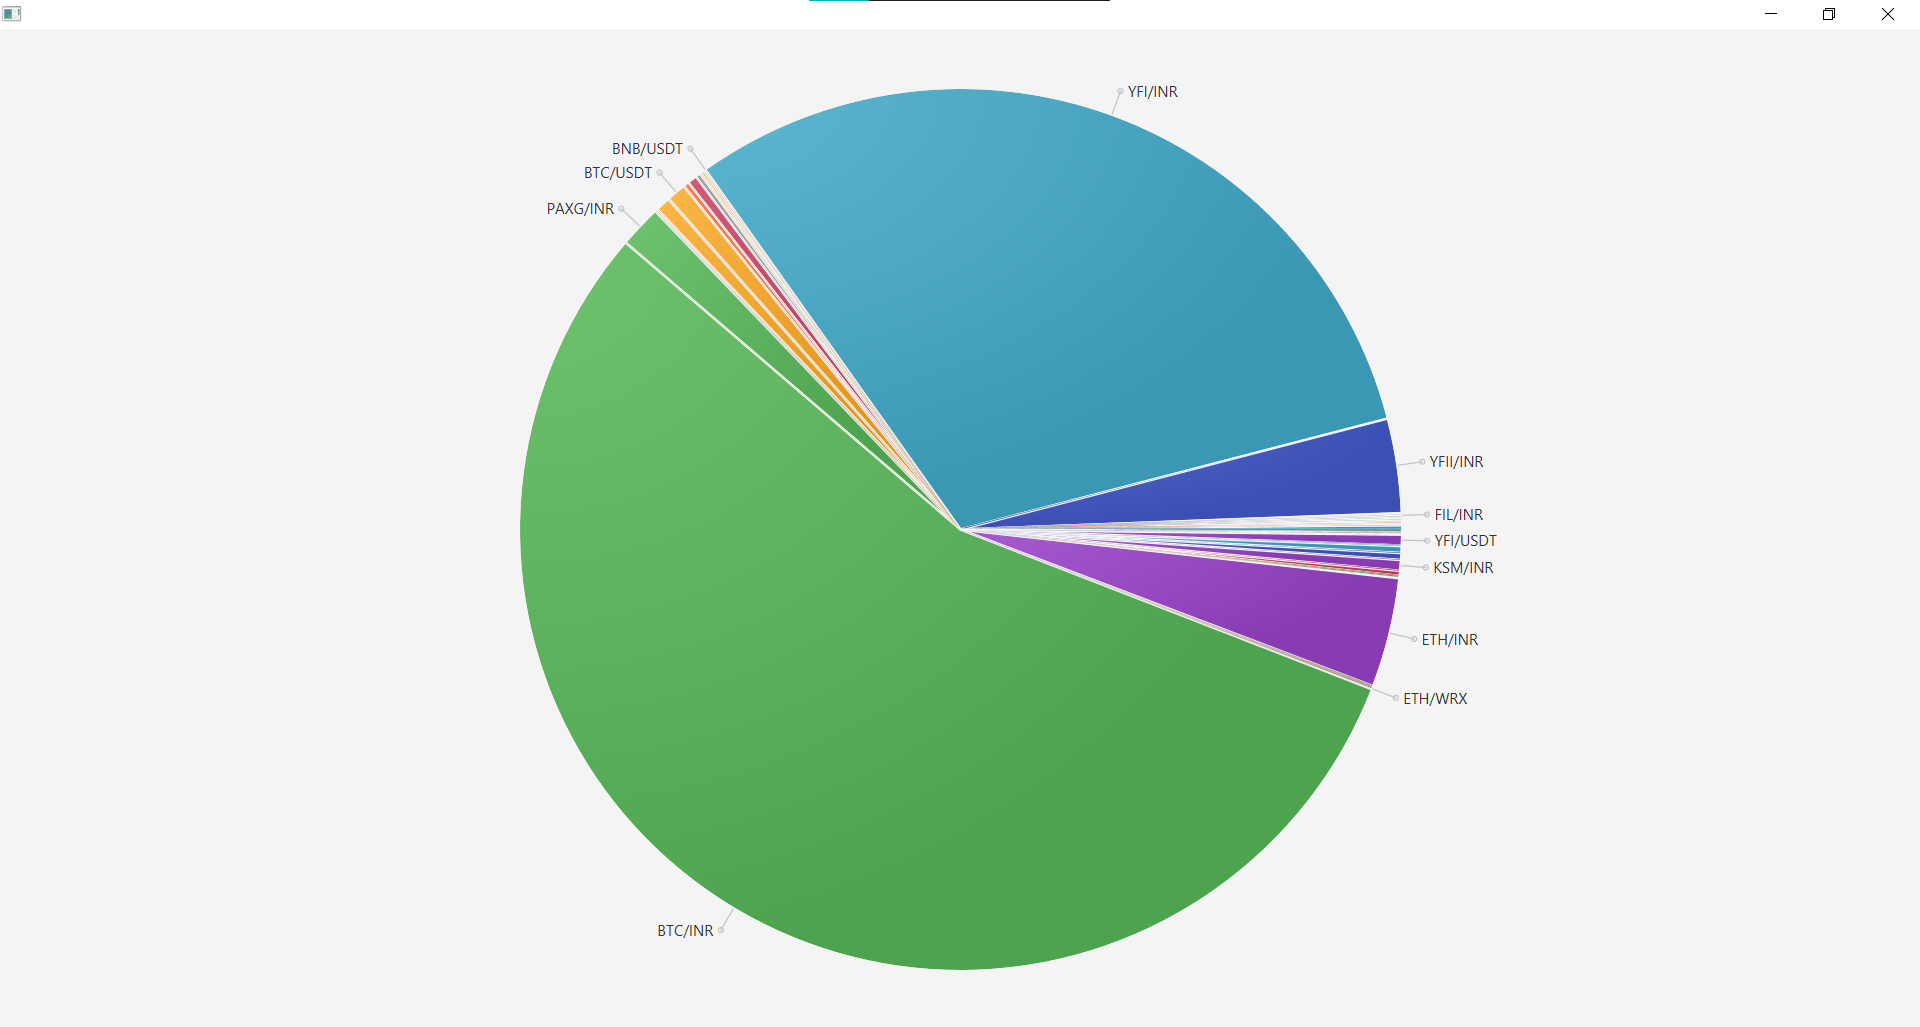 YFI/INR
BNB/USDT
BTC/USDT
PAXG/INR
YFII/INR
FIL/INR
YFI/USDT
KSM/INR
ETH/INR
ETH/WRX
BTC/INR